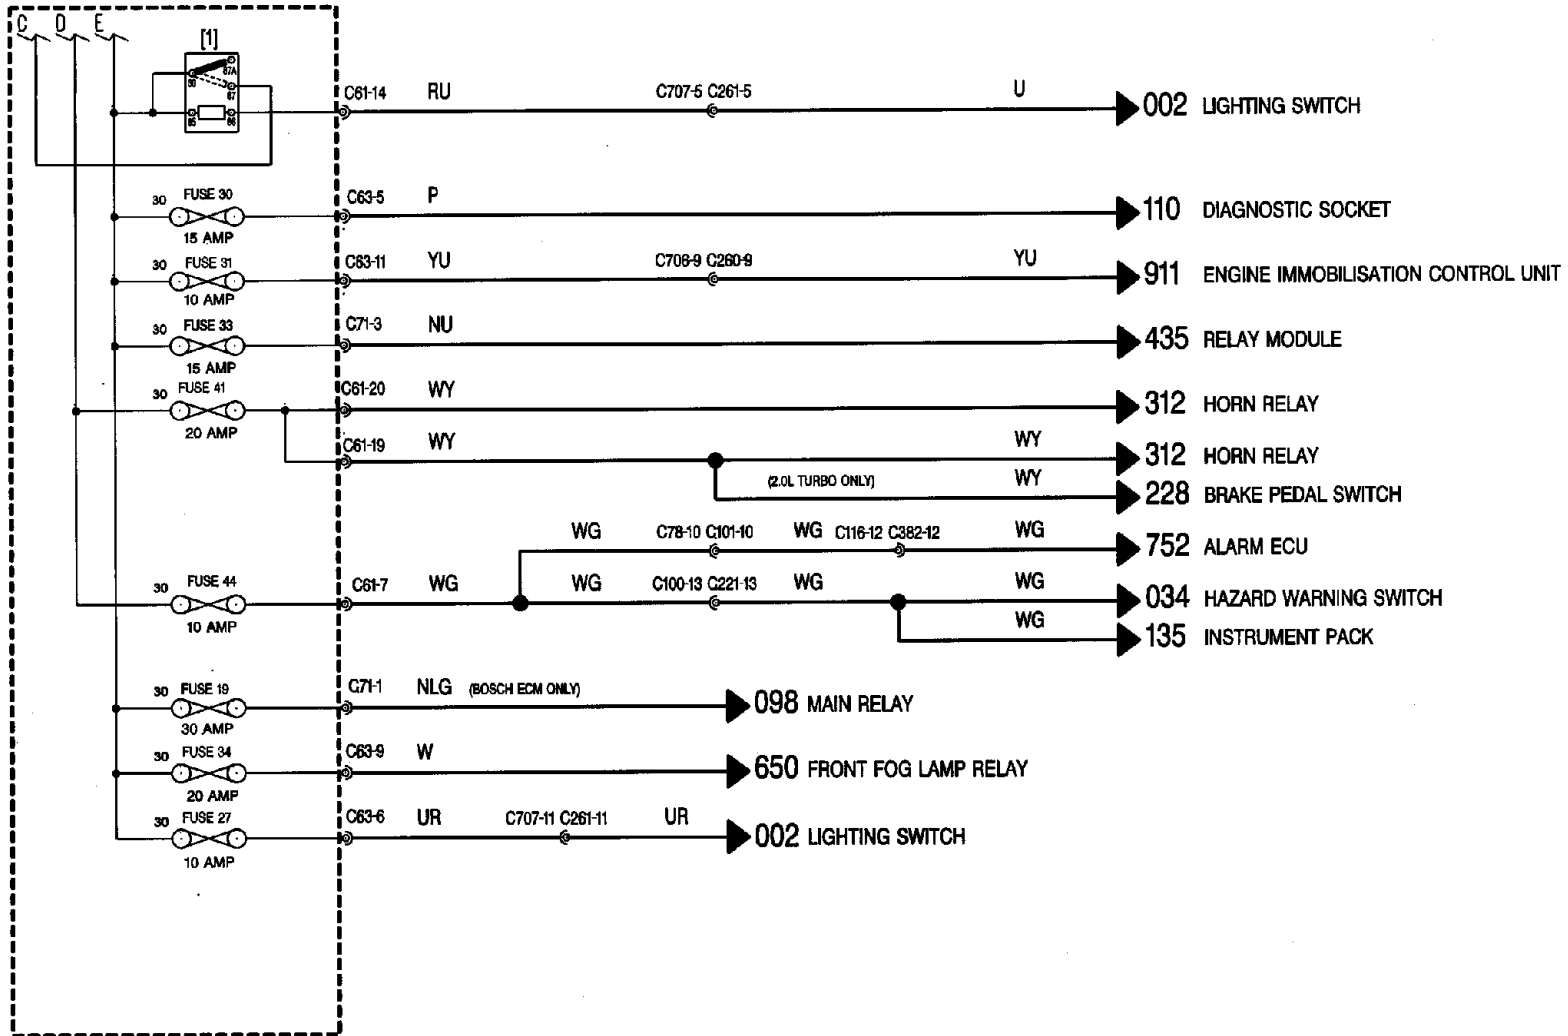 C D E
[1]
87A
30
87
85 86
C61-14 RU C707-5 C261-5 U 002 LIGHTING SWITCH
30 FUSE 30 C63-5 P 110 DIAGNOSTIC SOCKET
15 AMP
30 FUSE 31 C63-11 YU C706-9 C260-9 YU 911 ENGINE IMMOBILISATION CONTROL UNIT
10 AMP
30 FUSE 33 C71-3 NU 435 RELAY MODULE
15 AMP
30 FUSE 41 C61-20 WY 312 HORN RELAY
20 AMP
C61-19 WY WY 312 HORN RELAY
(2.0L TURBO ONLY) WY 228 BRAKE PEDAL SWITCH
WG C78-10 C101-10 WG C116-12 C382-12 WG 752 ALARM ECU
30 FUSE 44 C61-7 WG WG C100-13 C221-13 WG WG 034 HAZARD WARNING SWITCH
10 AMP
WG 135 INSTRUMENT PACK
30 FUSE 19 C71-1 NLG (BOSCH ECM ONLY) 098 MAIN RELAY
30 AMP
30 FUSE 34 C63-9 W 650 FRONT FOG LAMP RELAY
20 AMP
30 FUSE 27 C63-6 UR C707-11 C261-11 UR 002 LIGHTING SWITCH
10 AMP